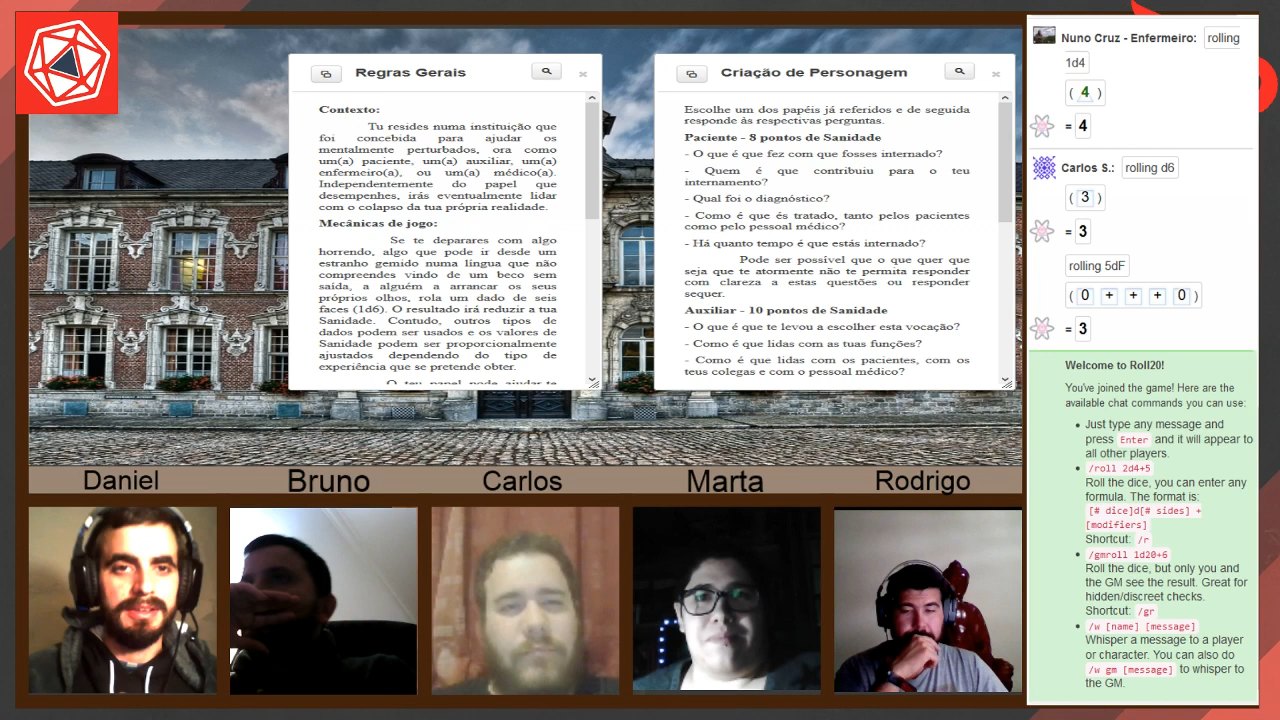 Regras Gerais
Contexto:
Tu resides numa instituição que
foi concebida para ajudar os
mentalmente perturbados, ora como
um(a) paciente, um(a) auxiliar, um(a)
enfermeiro(a), ou um(a) médico(a).
Independentemente do papel que
desempenhes, irás eventualmente lidar
com o colapso da tua própria realidade.
Mecânicas de jogo:
Se te deparares com algo
horrendo, algo que pode ir desde um
estranho gemido numa língua que não
compreendes vindo de um beco sem
saída, a alguém a arrancar os seus
próprios olhos, rola um dado de seis
faces (1d6). O resultado irá reduzir a tua
Sanidade. Contudo, outros tipos de
dados podem ser usados e os valores de
Sanidade podem ser proporcionalmente
ajustados dependendo do tipo de
experiência que se pretende obter.
O teu papel pode ajudar-te
Criação de Personagem
Escolhe um dos papéis já referidos e de seguida
responde às respectivas perguntas.
Paciente - 8 pontos de Sanidade
- O que é que fez com que fosses internado?
- Quem é que contribuiu para o teu
internamento?
- Qual foi o diagnóstico?
- Como é que és tratado, tanto pelos pacientes
como pelo pessoal médico?
- Há quanto tempo é que estás internado?
Pode ser possível que o que quer que
seja que te atormente não te permita responder
com clareza a estas questões ou responder
sequer.
Auxiliar - 10 pontos de Sanidade
- O que é que te levou a escolher esta vocação?
- Como é que lidas com as tuas funções?
- Como é que lidas com os pacientes, com os
teus colegas e com o pessoal médico?
Daniel
Bruno
Carlos
Marta
Rodrigo
Nuno Cruz - Enfermeiro: rolling
1d4
( 4 )
= 4
Carlos S.: rolling d6
( 3 )
= 3
rolling 5dF
( 0 + + + 0 )
= 3
Welcome to Roll20!
You've joined the game! Here are the
available chat commands you can use:
• Just type any message and
press Enter and it will appear to
all other players.
• /roll 2d4+5
Roll the dice, you can enter any
formula. The format is:
[# dice]d[# sides] +
[modifiers]
Shortcut: /r
• /gmroll 1d20+6
Roll the dice, but only you and
the GM see the result. Great for
hidden/discreet checks.
Shortcut: /gr
• /w [name] [message]
Whisper a message to a player
or character. You can also do
/w gm [message] to whisper to
the GM.